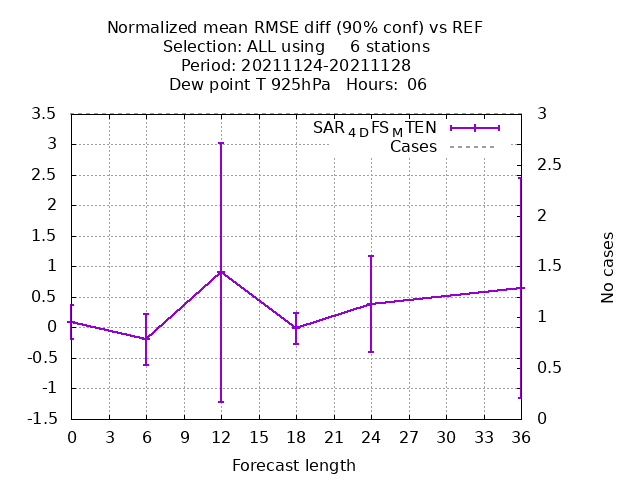 Normalized mean RMSE diff (90% conf) vs REF
Selection: ALL using     6 stations
Period: 20211124-20211128
Dew point T 925hPa   Hours: 06
SAR4DFSMTEN
Cases
3.5
3
2.5
2
1.5
1
0.5
0
-0.5
-1
-1.5
3
2.5
2
1.5
1
0.5
0
No cases
0 3 6 9 12 15 18 21 24 27 30 33 36
Forecast length